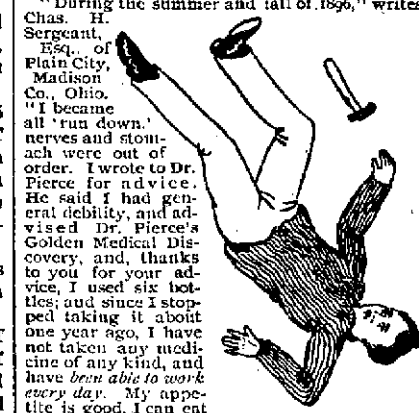 "During the summer and fall of 1896," writes
Chas. H.
Sergeant,
Esq., of
Plain City,
Madison
Co., Ohio.
"I became
all 'run down.'
nerves and stom-
ach were out of
order. I wrote to Dr.
Pierce for advice.
He said I had gen-
eral debility, and ad-
vised Dr. Pierce's
Golden Medical Dis-
covery, and, thanks
to you for your ad-
vice, I used six bot-
tles; and since I stop-
ped taking it about
one year ago, I have
not taken any medi-
cine of any kind, and
have been able to work
every day. My appe-
tite is good, I can eat